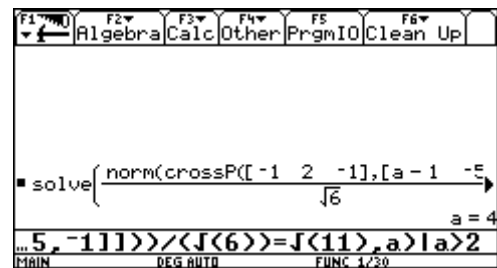 F1 F2 F3 F4 F5 F6
Algebra Calc Other PrgmIO Clean Up
solve( norm(crossP([-1 2 -1],[a-1 -5
√6
a = 4
…5,-1]]))/(√(6))=√(11),a)|a>2
MAIN DEG AUTO FUNC 1/30